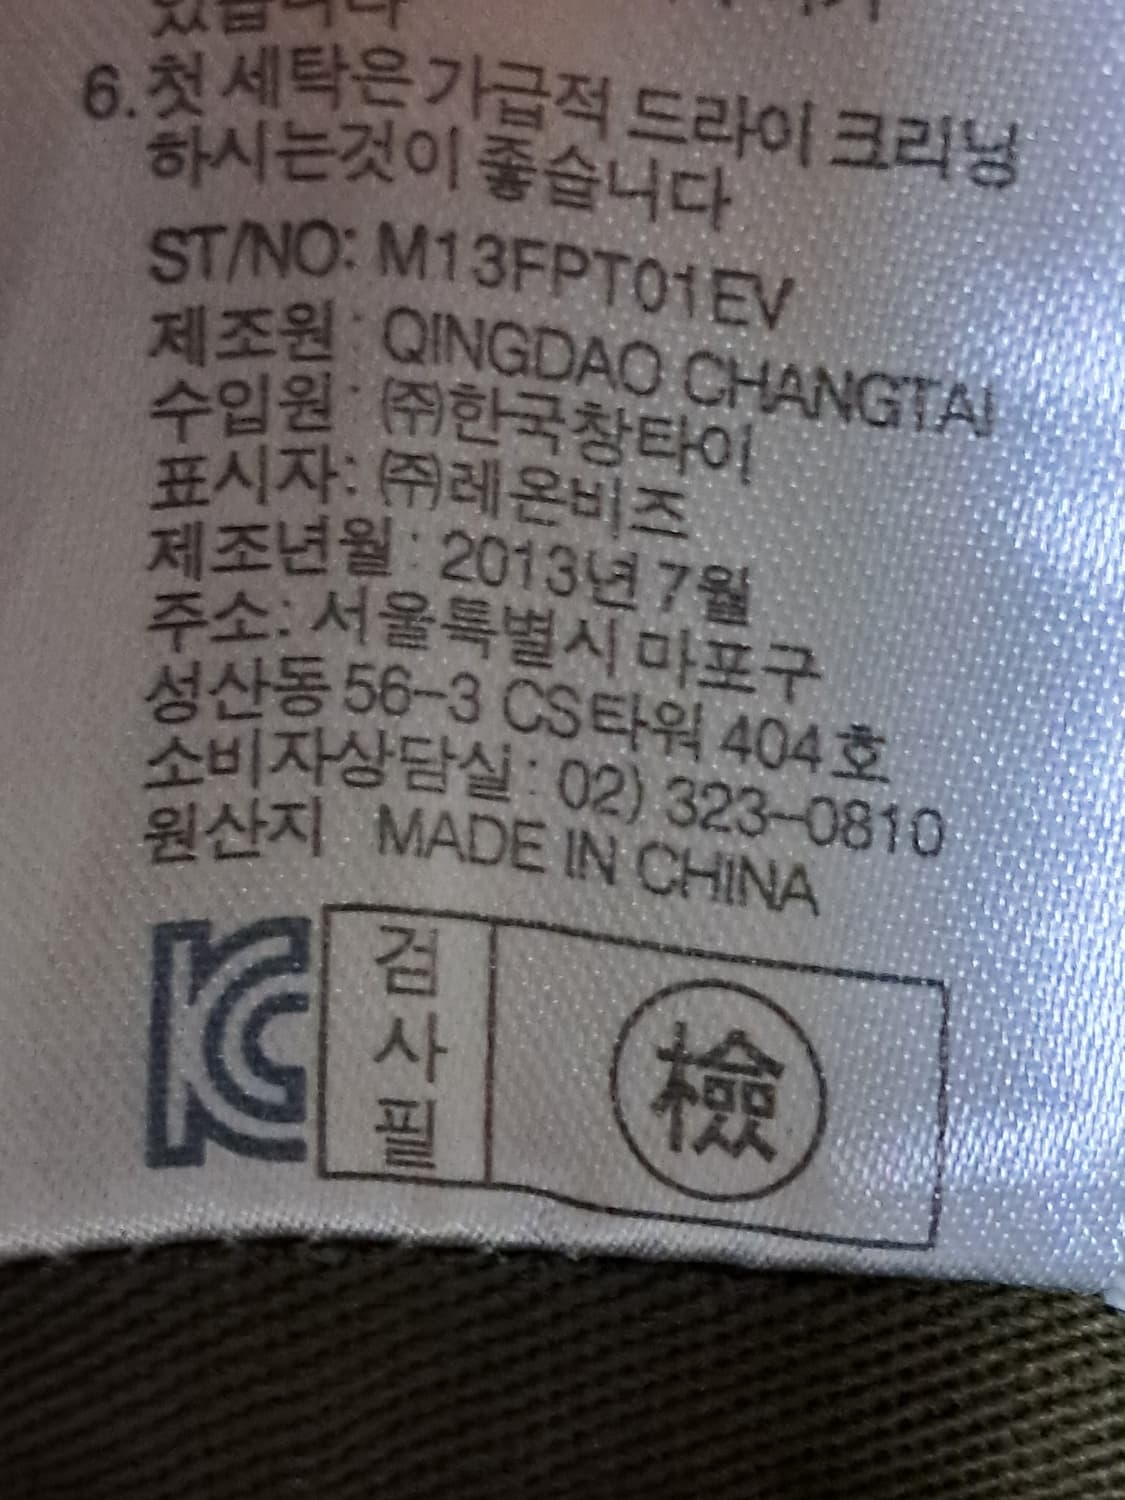 있습니다
6. 첫 세탁은 가급적 드라이 크리닝
하시는것이 좋습니다
ST/NO: M13FPT01EV
제조원 : QINGDAO CHANGTAI
수입원 : ㈜한국창타이
표시자: ㈜레온비즈
제조년월 : 2013년 7월
주소: 서울특별시 마포구
성산동 56-3 CS타워 404호
소비자상담실 : 02) 323-0810
원산지 MADE IN CHINA
KC
검사필
檢